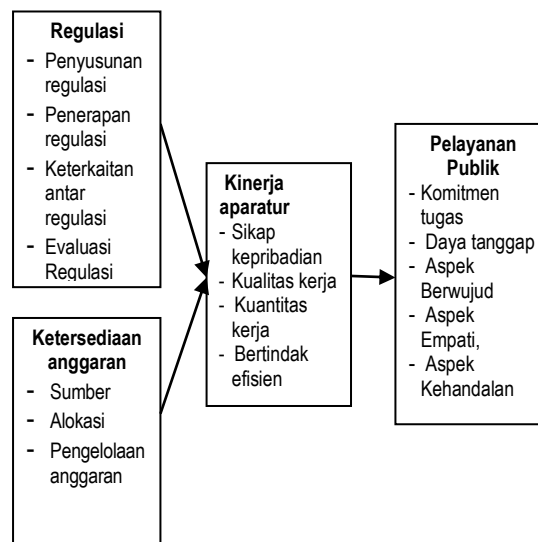 Regulasi
- Penyusunan
regulasi
- Penerapan
regulasi
- Keterkaitan
antar
regulasi
- Evaluasi
Regulasi
Ketersediaan
anggaran
- Sumber
- Alokasi
- Pengelolaan
anggaran
Kinerja
aparatur
- Sikap
kepribadian
- Kualitas kerja
- Kuantitas
kerja
- Bertindak
efisien
Pelayanan
Publik
- Komitmen
tugas
- Daya tanggap
- Aspek
Berwujud
- Aspek
Empati,
- Aspek
Kehandalan